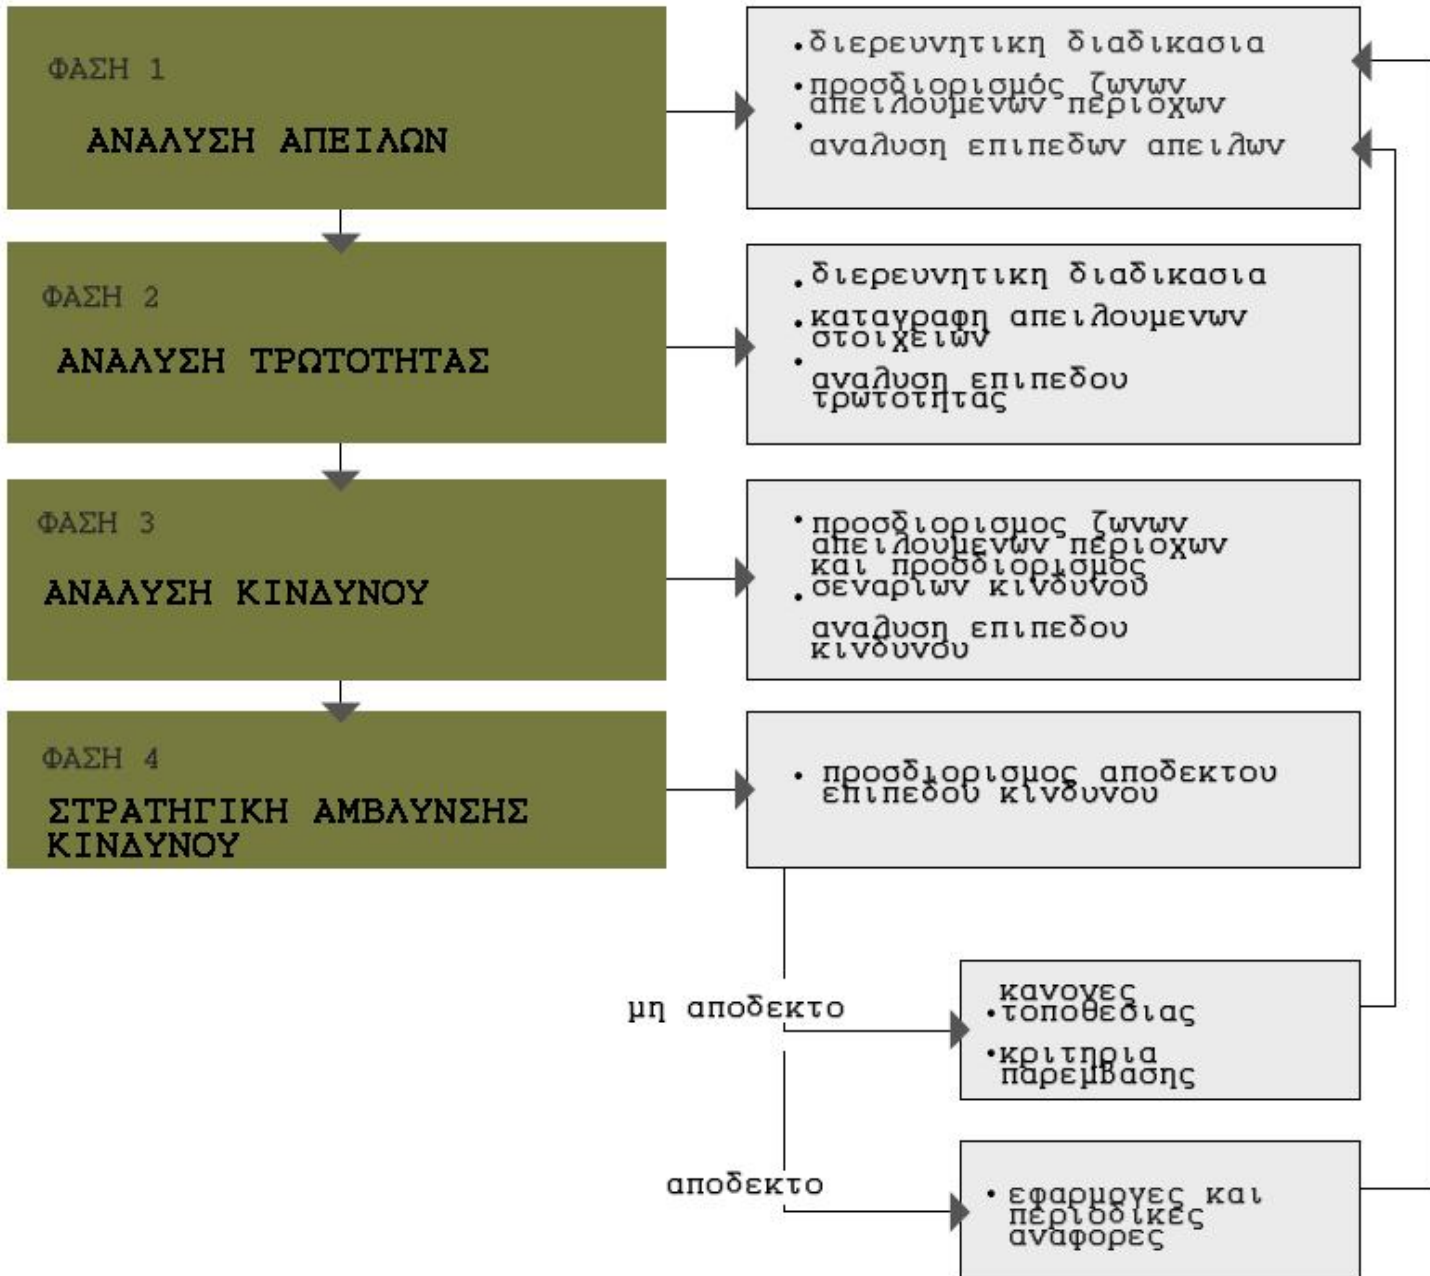 ΦΑΣΗ 1
ΑΝΑΛΥΣΗ ΑΠΕΙΛΩΝ
•διερευνητικη διαδικασια
•προσδιορισμός ζωνων
απειλουμενων περιοχων
•
αναλυση επιπεδων απειλων
ΦΑΣΗ 2
ΑΝΑΛΥΣΗ ΤΡΩΤΟΤΗΤΑΣ
•διερευνητικη διαδικασια
•καταγραφη απειλουμενων
στοιχειων
•
αναλυση επιπεδου
τρωτοτητας
ΦΑΣΗ 3
ΑΝΑΛΥΣΗ ΚΙΝΔΥΝΟΥ
•προσδιορισμος ζωνων
απειλουμενων περιοχων
και προσδιορισμος
•σεναριων κινδυνου
αναλυση επιπεδου
κινδυνου
ΦΑΣΗ 4
ΣΤΡΑΤΗΓΙΚΗ ΑΜΒΛΥΝΣΗΣ
ΚΙΝΔΥΝΟΥ
• προσδιορισμος αποδεκτου
επιπεδου κινδυνου
μη αποδεκτο
κανονες
•τοποθεδιας
•κριτηρια
παρεμβασης
αποδεκτο
• εφαρμογες και
περιοδικες
αναφορες